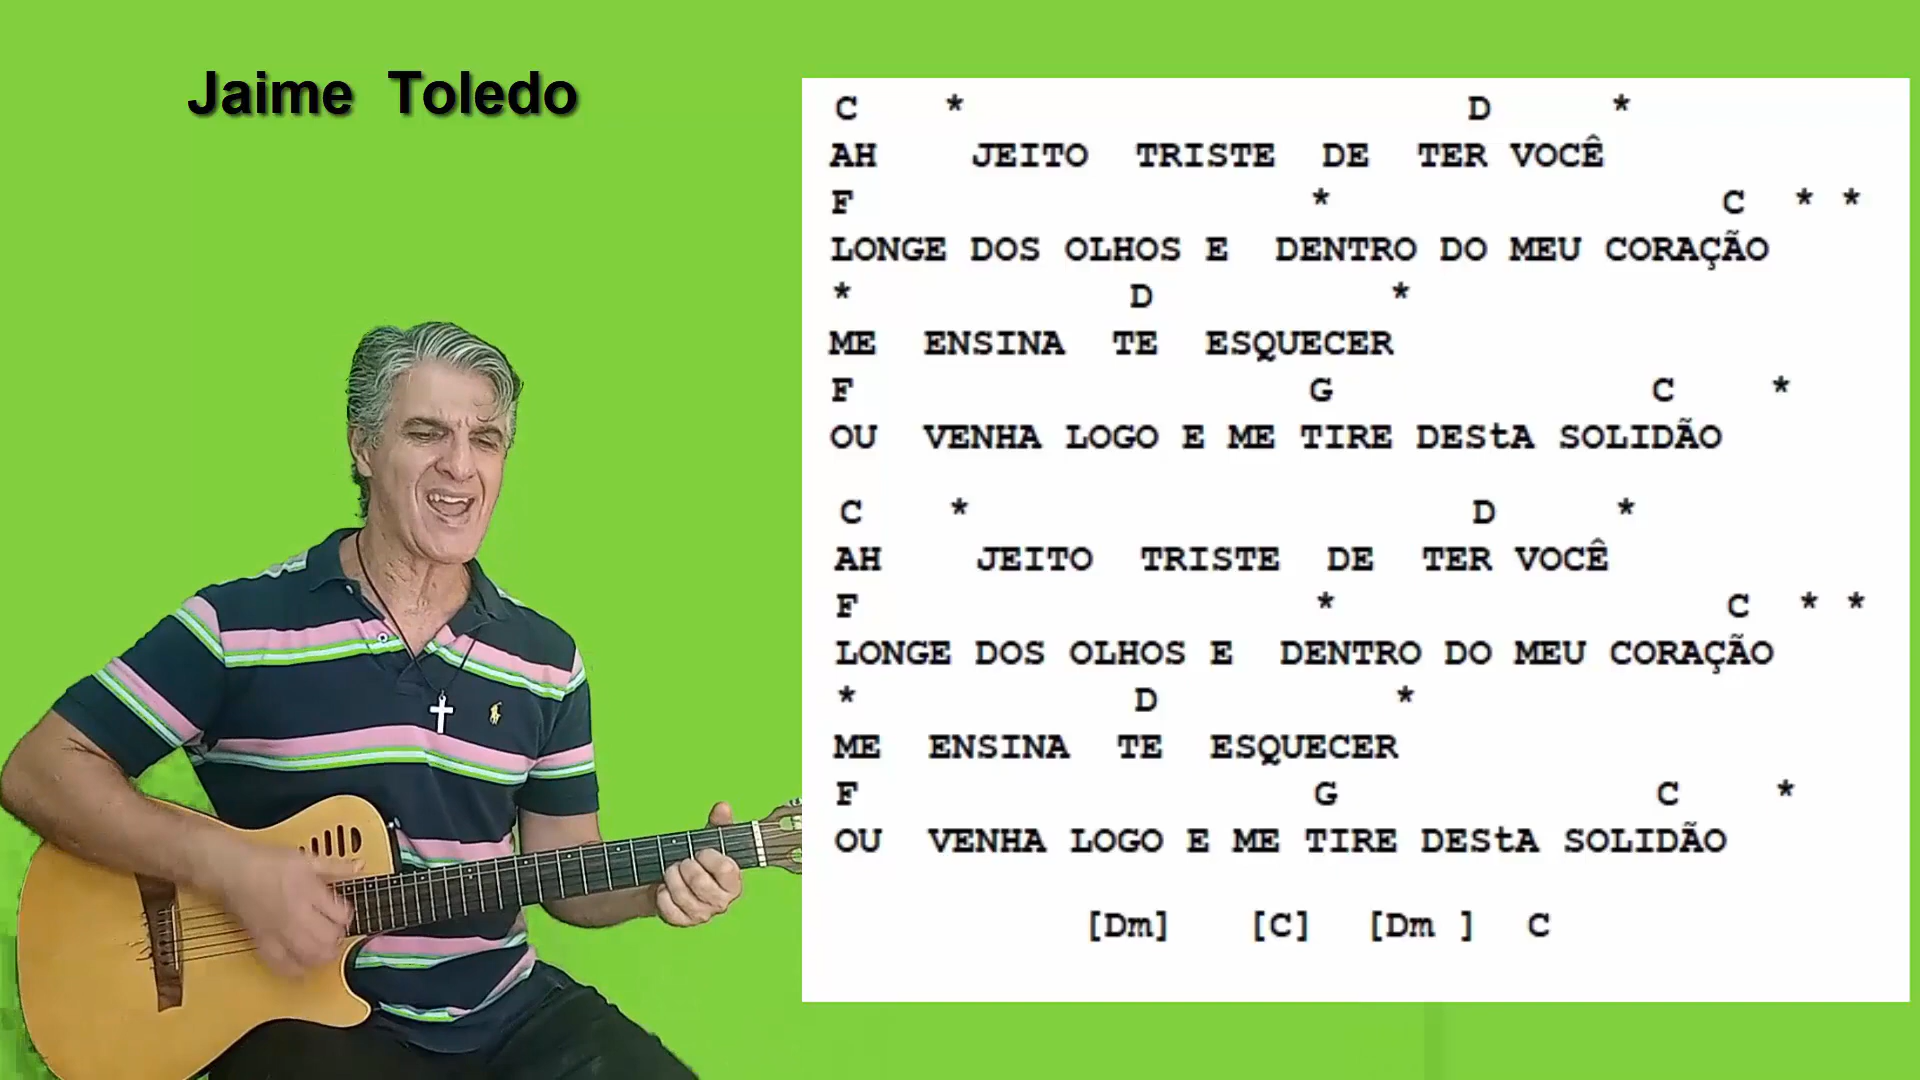 Jaime Toledo
C * D *
AH JEITO TRISTE DE TER VOCÊ
F * C * *
LONGE DOS OLHOS E DENTRO DO MEU CORAÇÃO
* D *
ME ENSINA TE ESQUECER
F G C *
OU VENHA LOGO E ME TIRE DEStA SOLIDÃO
C * D *
AH JEITO TRISTE DE TER VOCÊ
F * C * *
LONGE DOS OLHOS E DENTRO DO MEU CORAÇÃO
* D *
ME ENSINA TE ESQUECER
F G C *
OU VENHA LOGO E ME TIRE DEStA SOLIDÃO
[Dm] [C] [Dm ] C